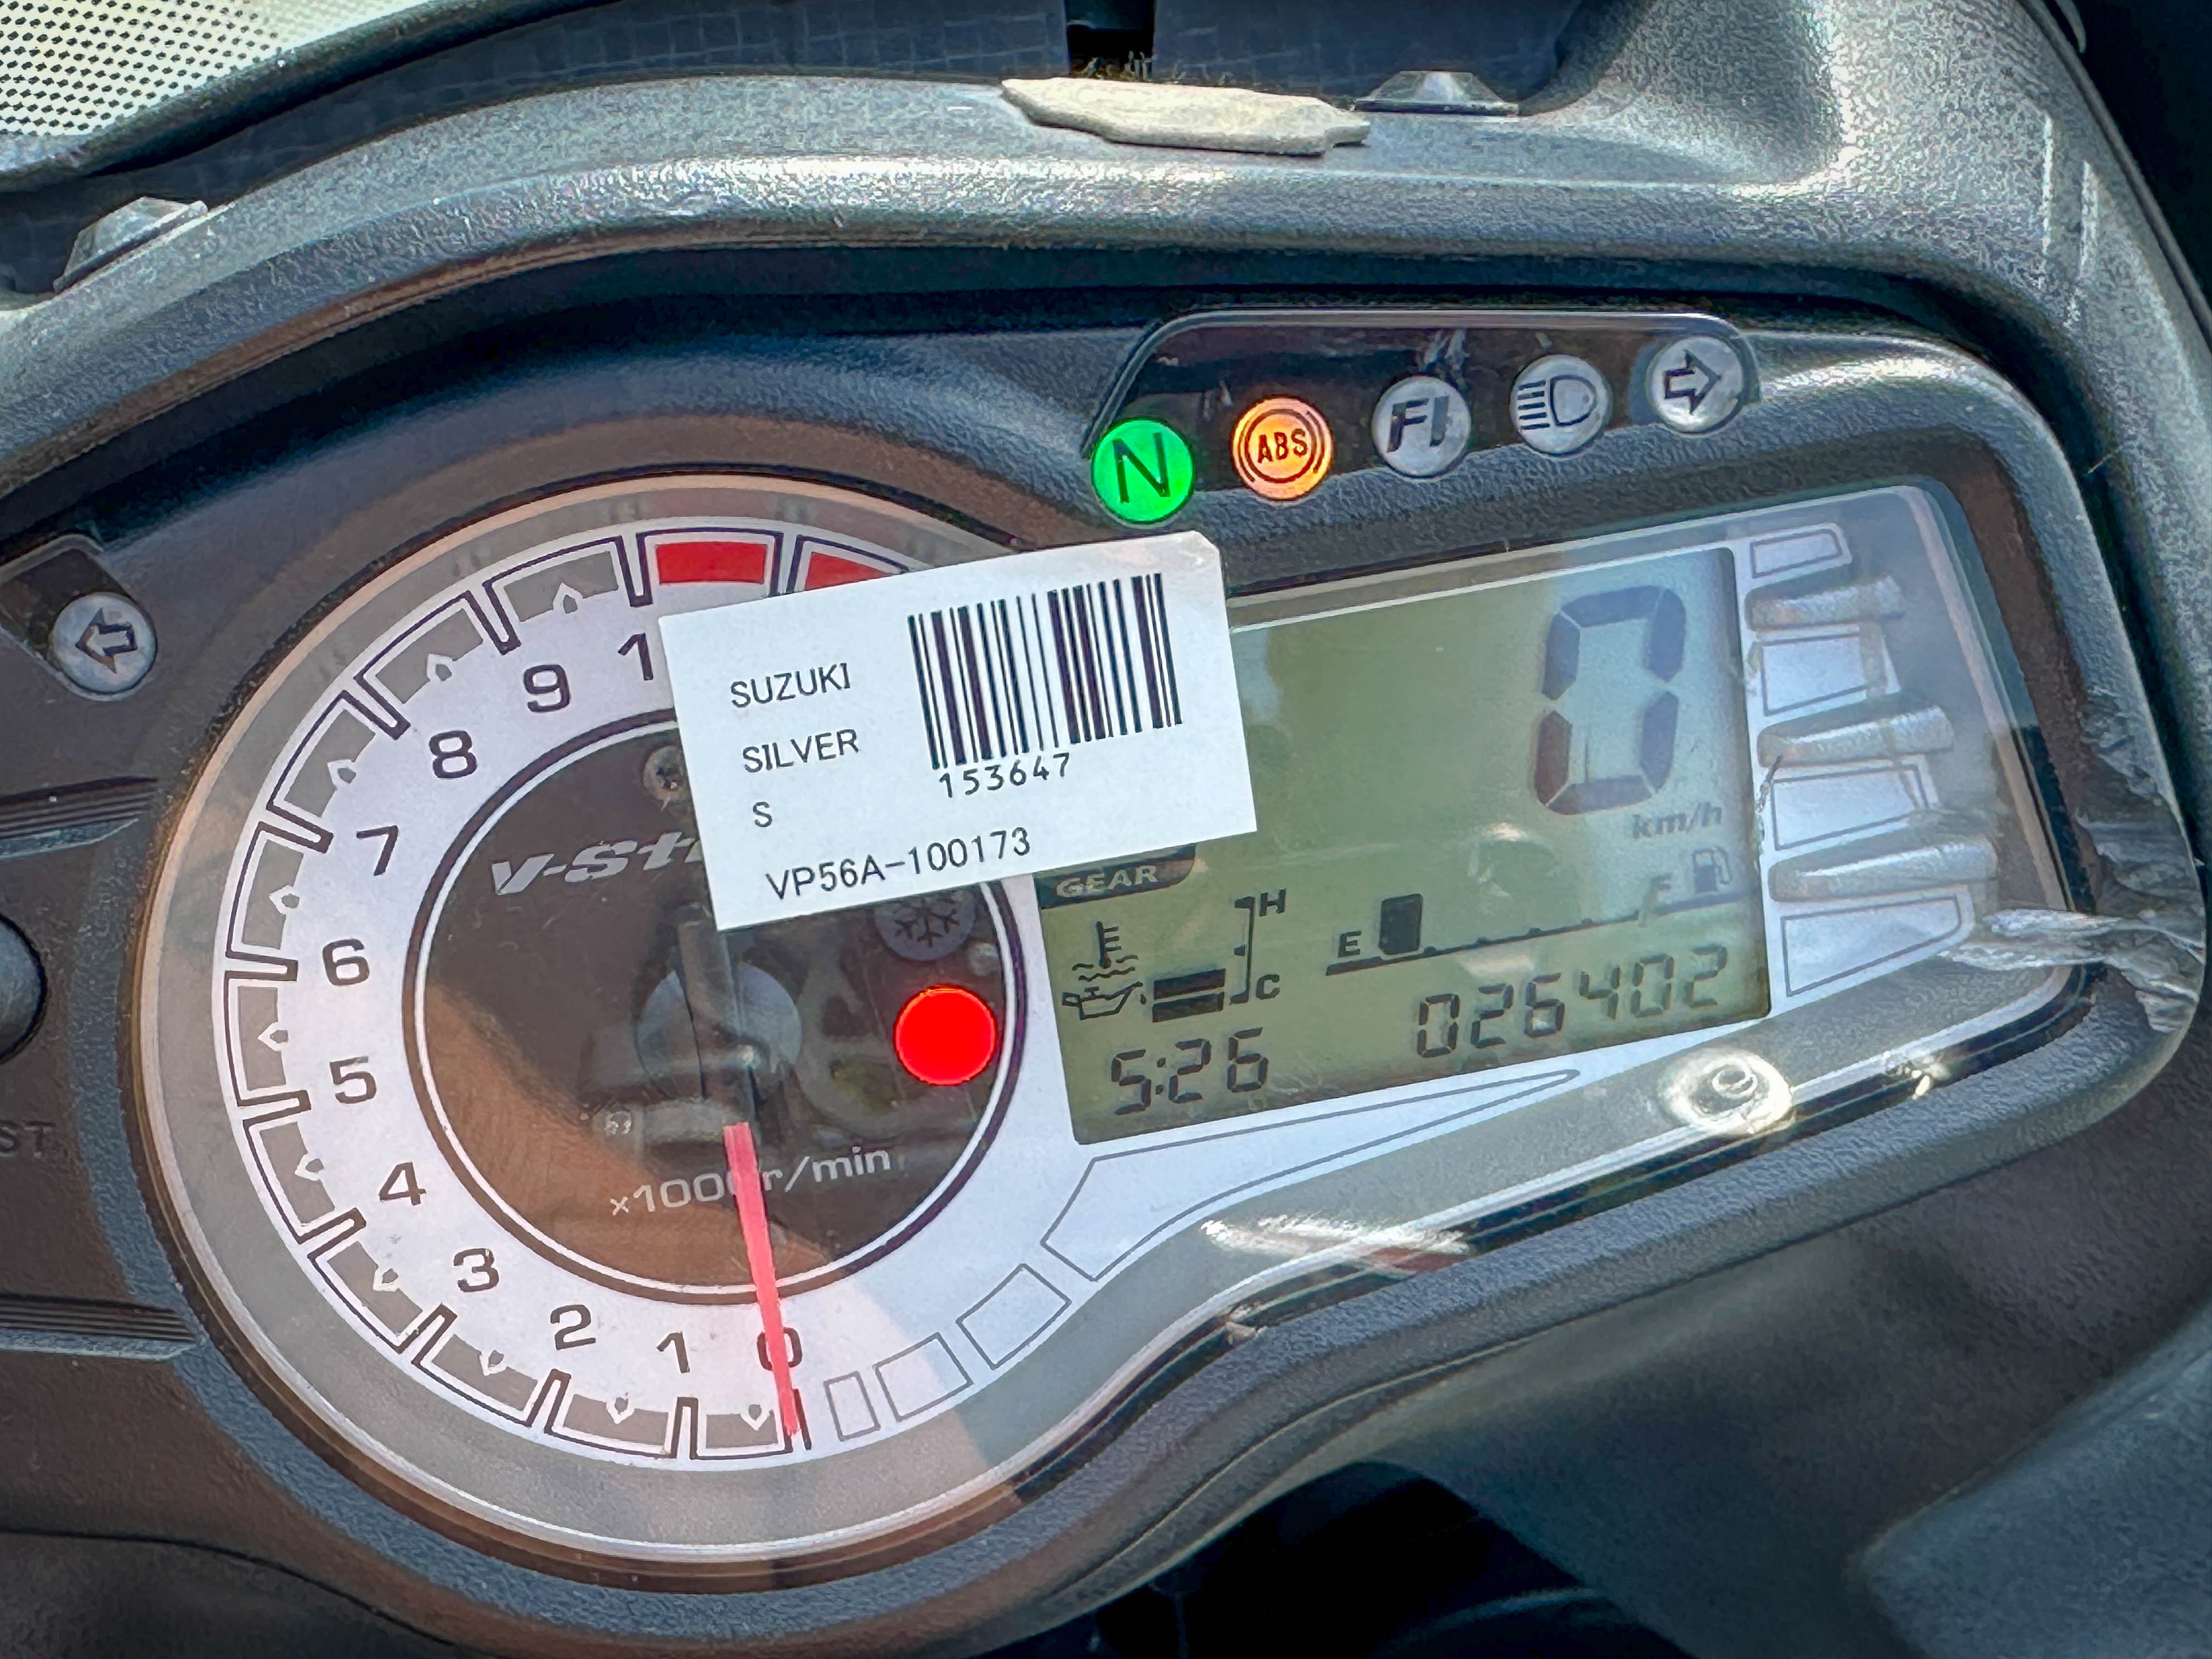 N
ABS
FI
SUZUKI
SILVER
S
153647
VP56A-100173
9
8
7
6
5
4
3
2
1
0
r/min
GEAR
0
km/h
H
C
E
F
5:26
026402